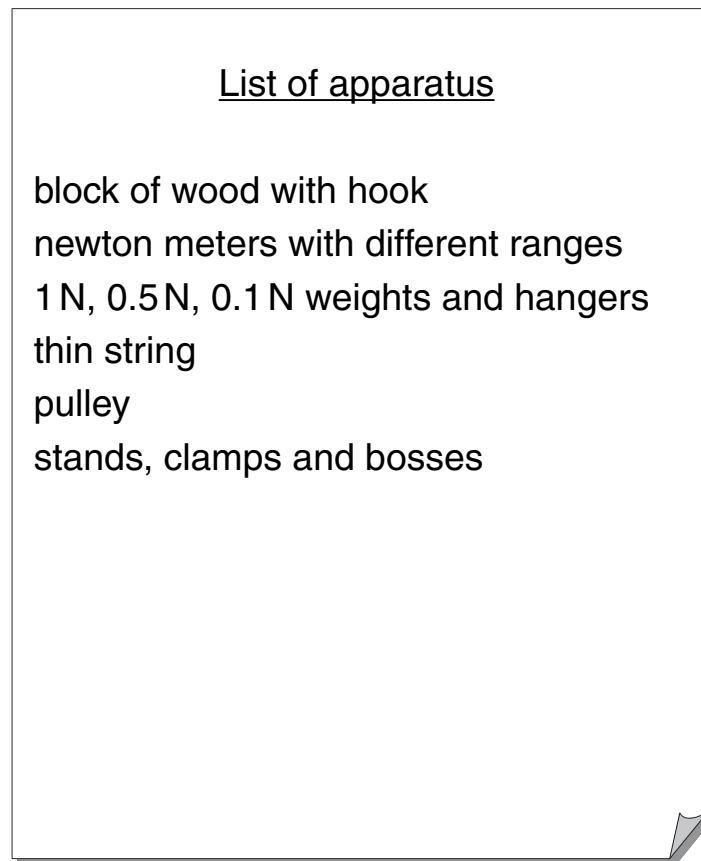 List of apparatus
block of wood with hook
newton meters with different ranges
1 N, 0.5 N, 0.1 N weights and hangers
thin string
pulley
stands, clamps and bosses